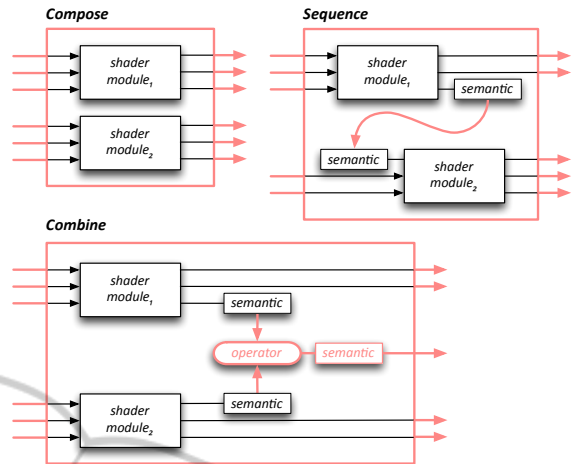 Compose
shader
module1
shader
module2
Sequence
shader
module1
semantic
semantic
shader
module2
Combine
shader
module1
semantic
operator
semantic
semantic
shader
module2